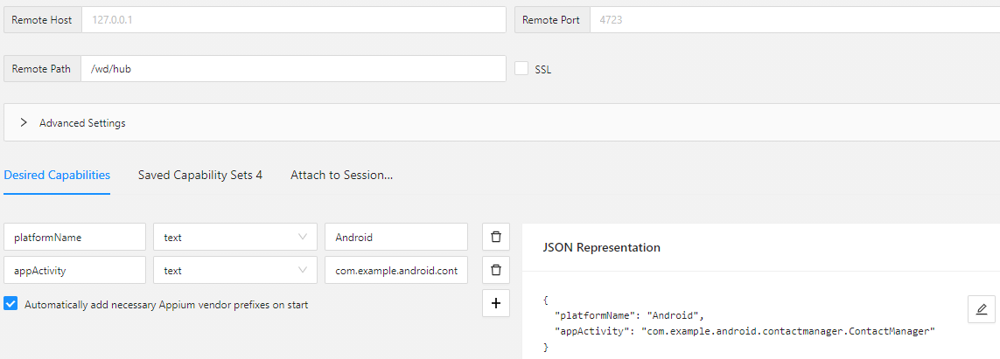 Remote Host 127.0.0.1 Remote Port 4723
Remote Path /wd/hub SSL
Advanced Settings
Desired Capabilities Saved Capability Sets 4 Attach to Session...
platformName text Android
JSON Representation
appActivity text com.example.android.cont
Automatically add necessary Appium vendor prefixes on start
{
"platformName": "Android",
"appActivity": "com.example.android.contactmanager.ContactManager"
}